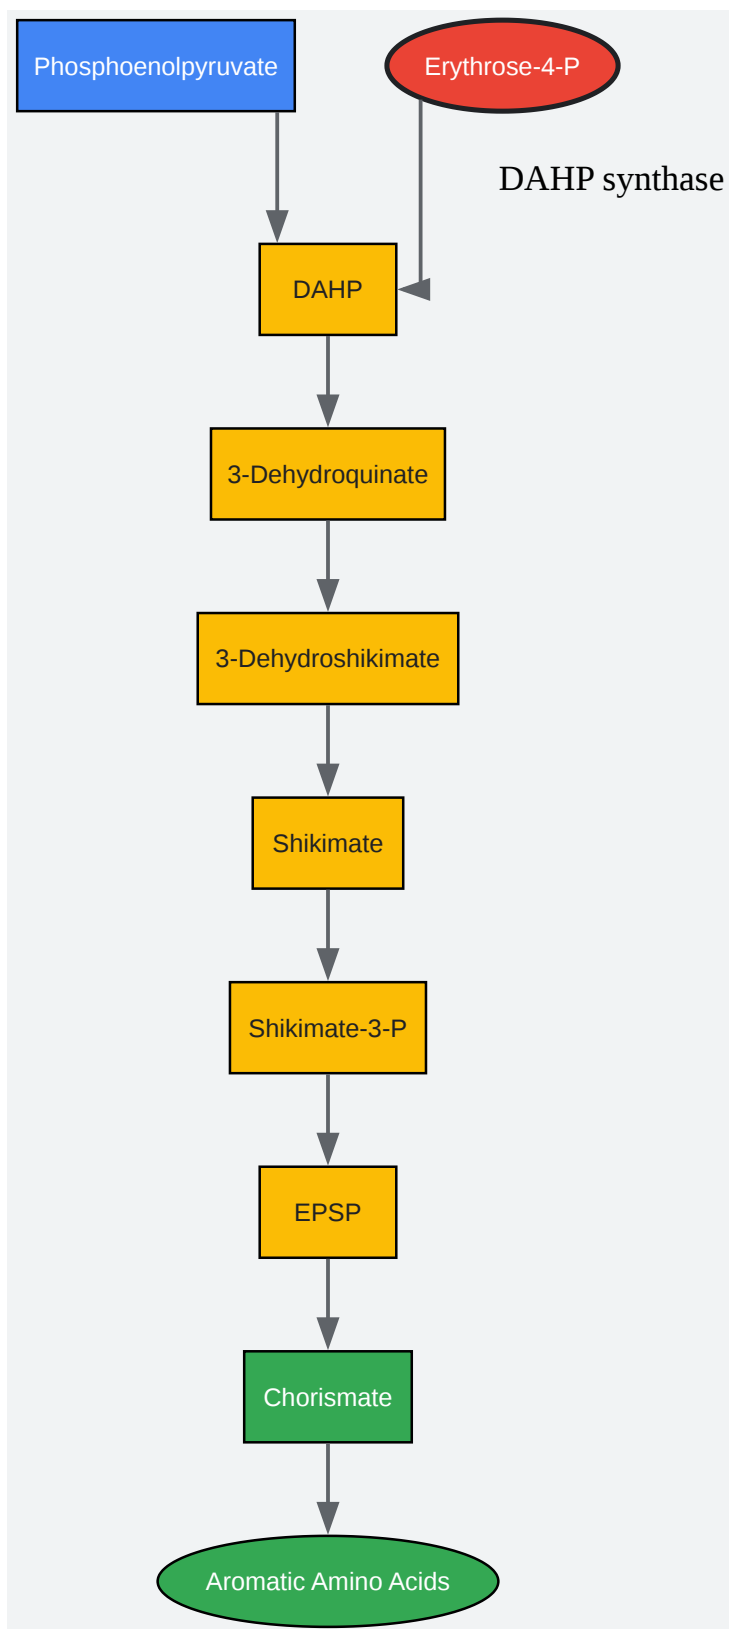 Phosphoenolpyruvate
Erythrose-4-P
DAHP synthase
DAHP
3-Dehydroquinate
3-Dehydroshikimate
Shikimate
Shikimate-3-P
EPSP
Chorismate
Aromatic Amino Acids